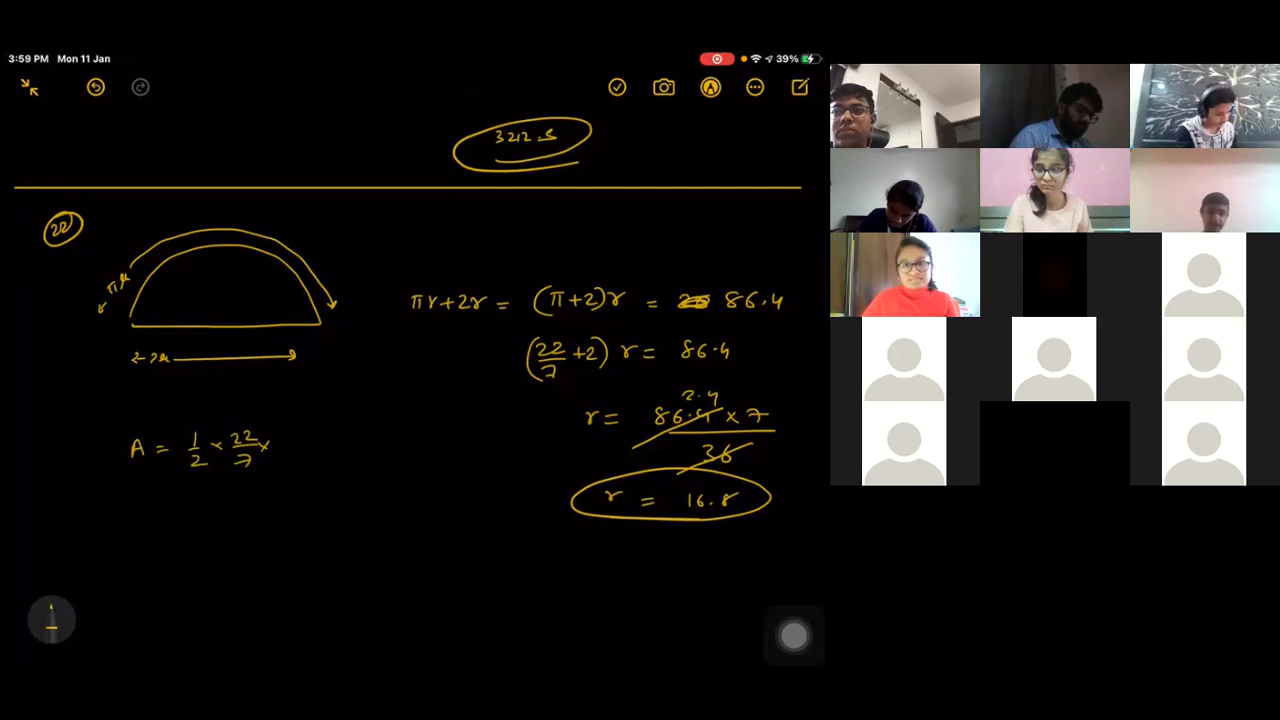 3:59 PM Mon 11 Jan
39%
3212.5
22
πr
2r
πr+2r = (π+2)r = 86.4
(22/7 +2) r = 86.4
2.4
r = 86.4 × 7 / 36
r = 16.8
A = 1/2 × 22/7 ×